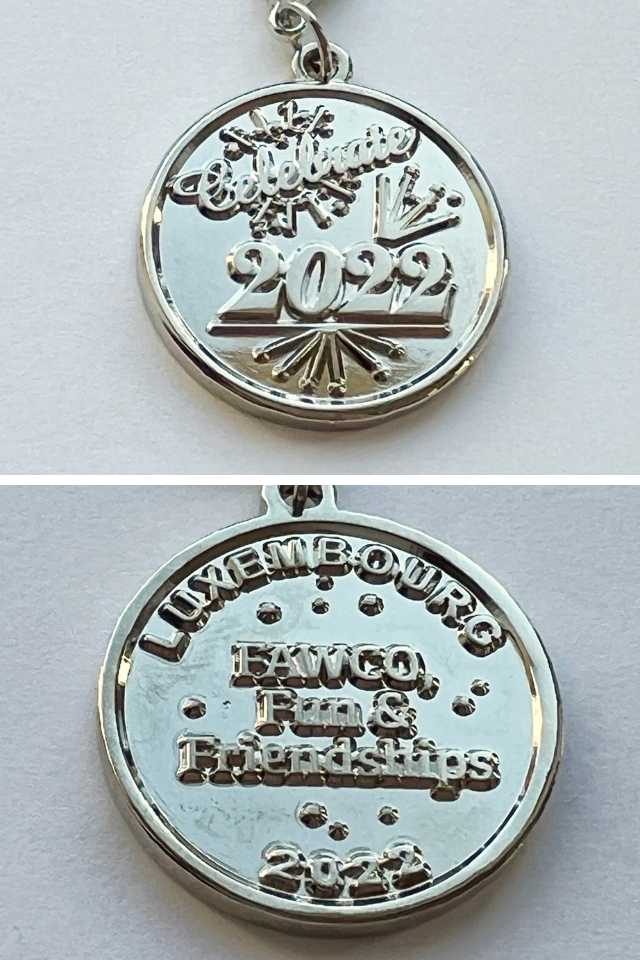 Celebrate
2022
LUXEMBOURG
FAWCO,
Fun &
Friendships
2022